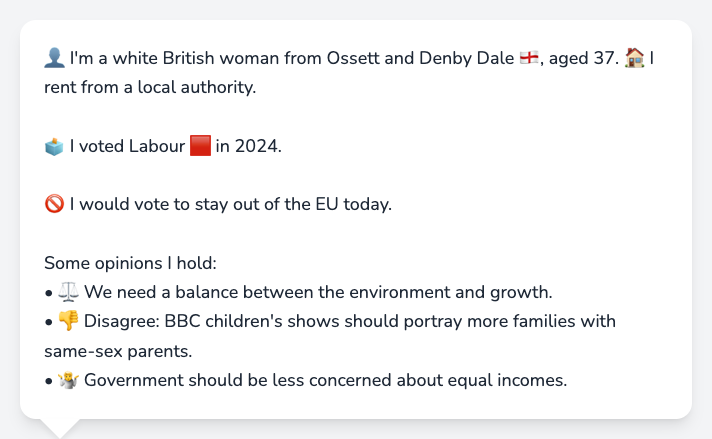 👤 I'm a white British woman from Ossett and Denby Dale 🏴󠁧󠁢󠁥󠁮󠁧󠁿, aged 37. 🏠 I
rent from a local authority.
🗳️ I voted Labour 🟥 in 2024.
🚫 I would vote to stay out of the EU today.
Some opinions I hold:
• ⚖️ We need a balance between the environment and growth.
• 👎 Disagree: BBC children's shows should portray more families with
same-sex parents.
• 🤷 Government should be less concerned about equal incomes.